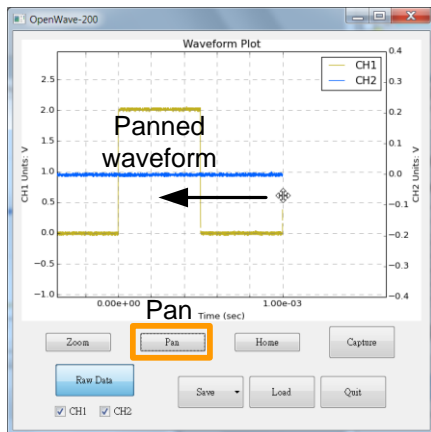 OpenWave-200
Waveform Plot
CH1
CH2
2.5
2.0
1.5
1.0
0.5
0.0
−0.5
−1.0
CH1 Units: V
0.4
0.3
0.2
0.1
0.0
−0.1
−0.2
−0.3
−0.4
CH2 Units: V
Panned
waveform
0.00e+00
1.00e-03
Pan
Time (sec)
Zoom
Pan
Home
Capture
Raw Data
Save
Load
Quit
CH1
CH2